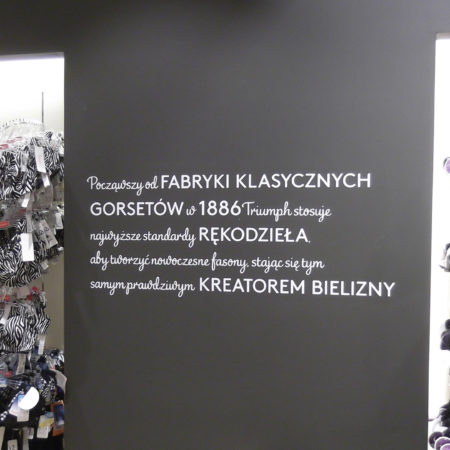 Począwszy od FABRYKI KLASYCZNYCH
GORSETÓW w 1886 Triumph stosuje
najwyższe standardy RĘKODZIEŁA,
aby tworzyć nowoczesne fasony, stając się tym
samym prawdziwym KREATOREM BIELIZNY